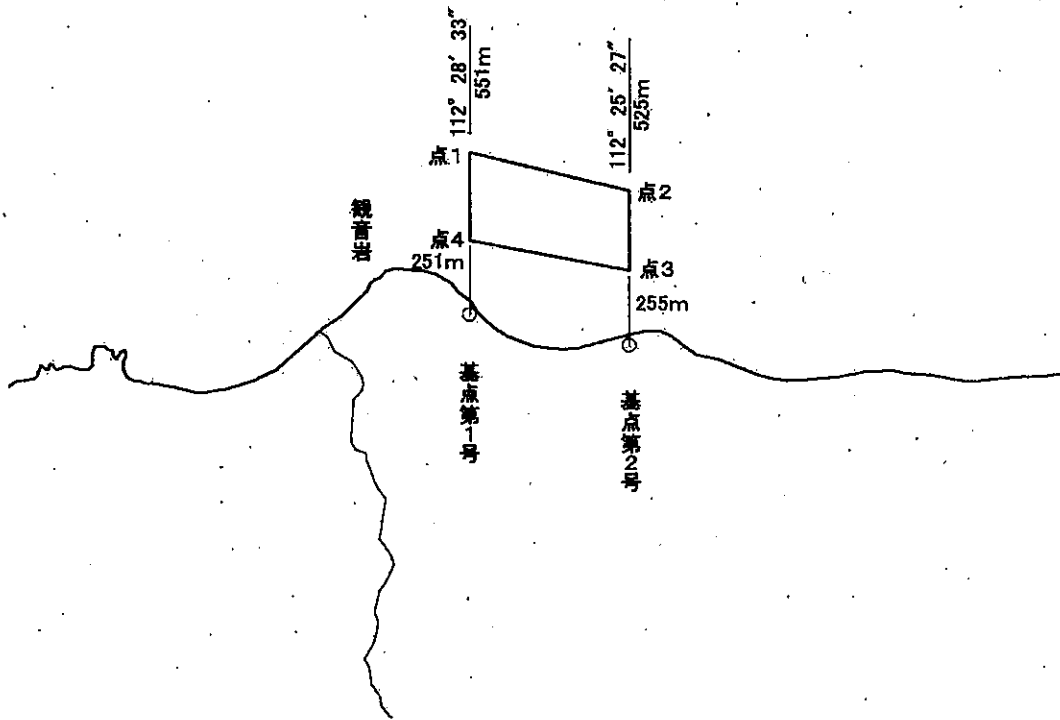 112° 28′ 33″
551m
112° 25′ 27″
525m
点1
点2
観音岩
点4
点3
251m
255m
基点第1号
基点第2号